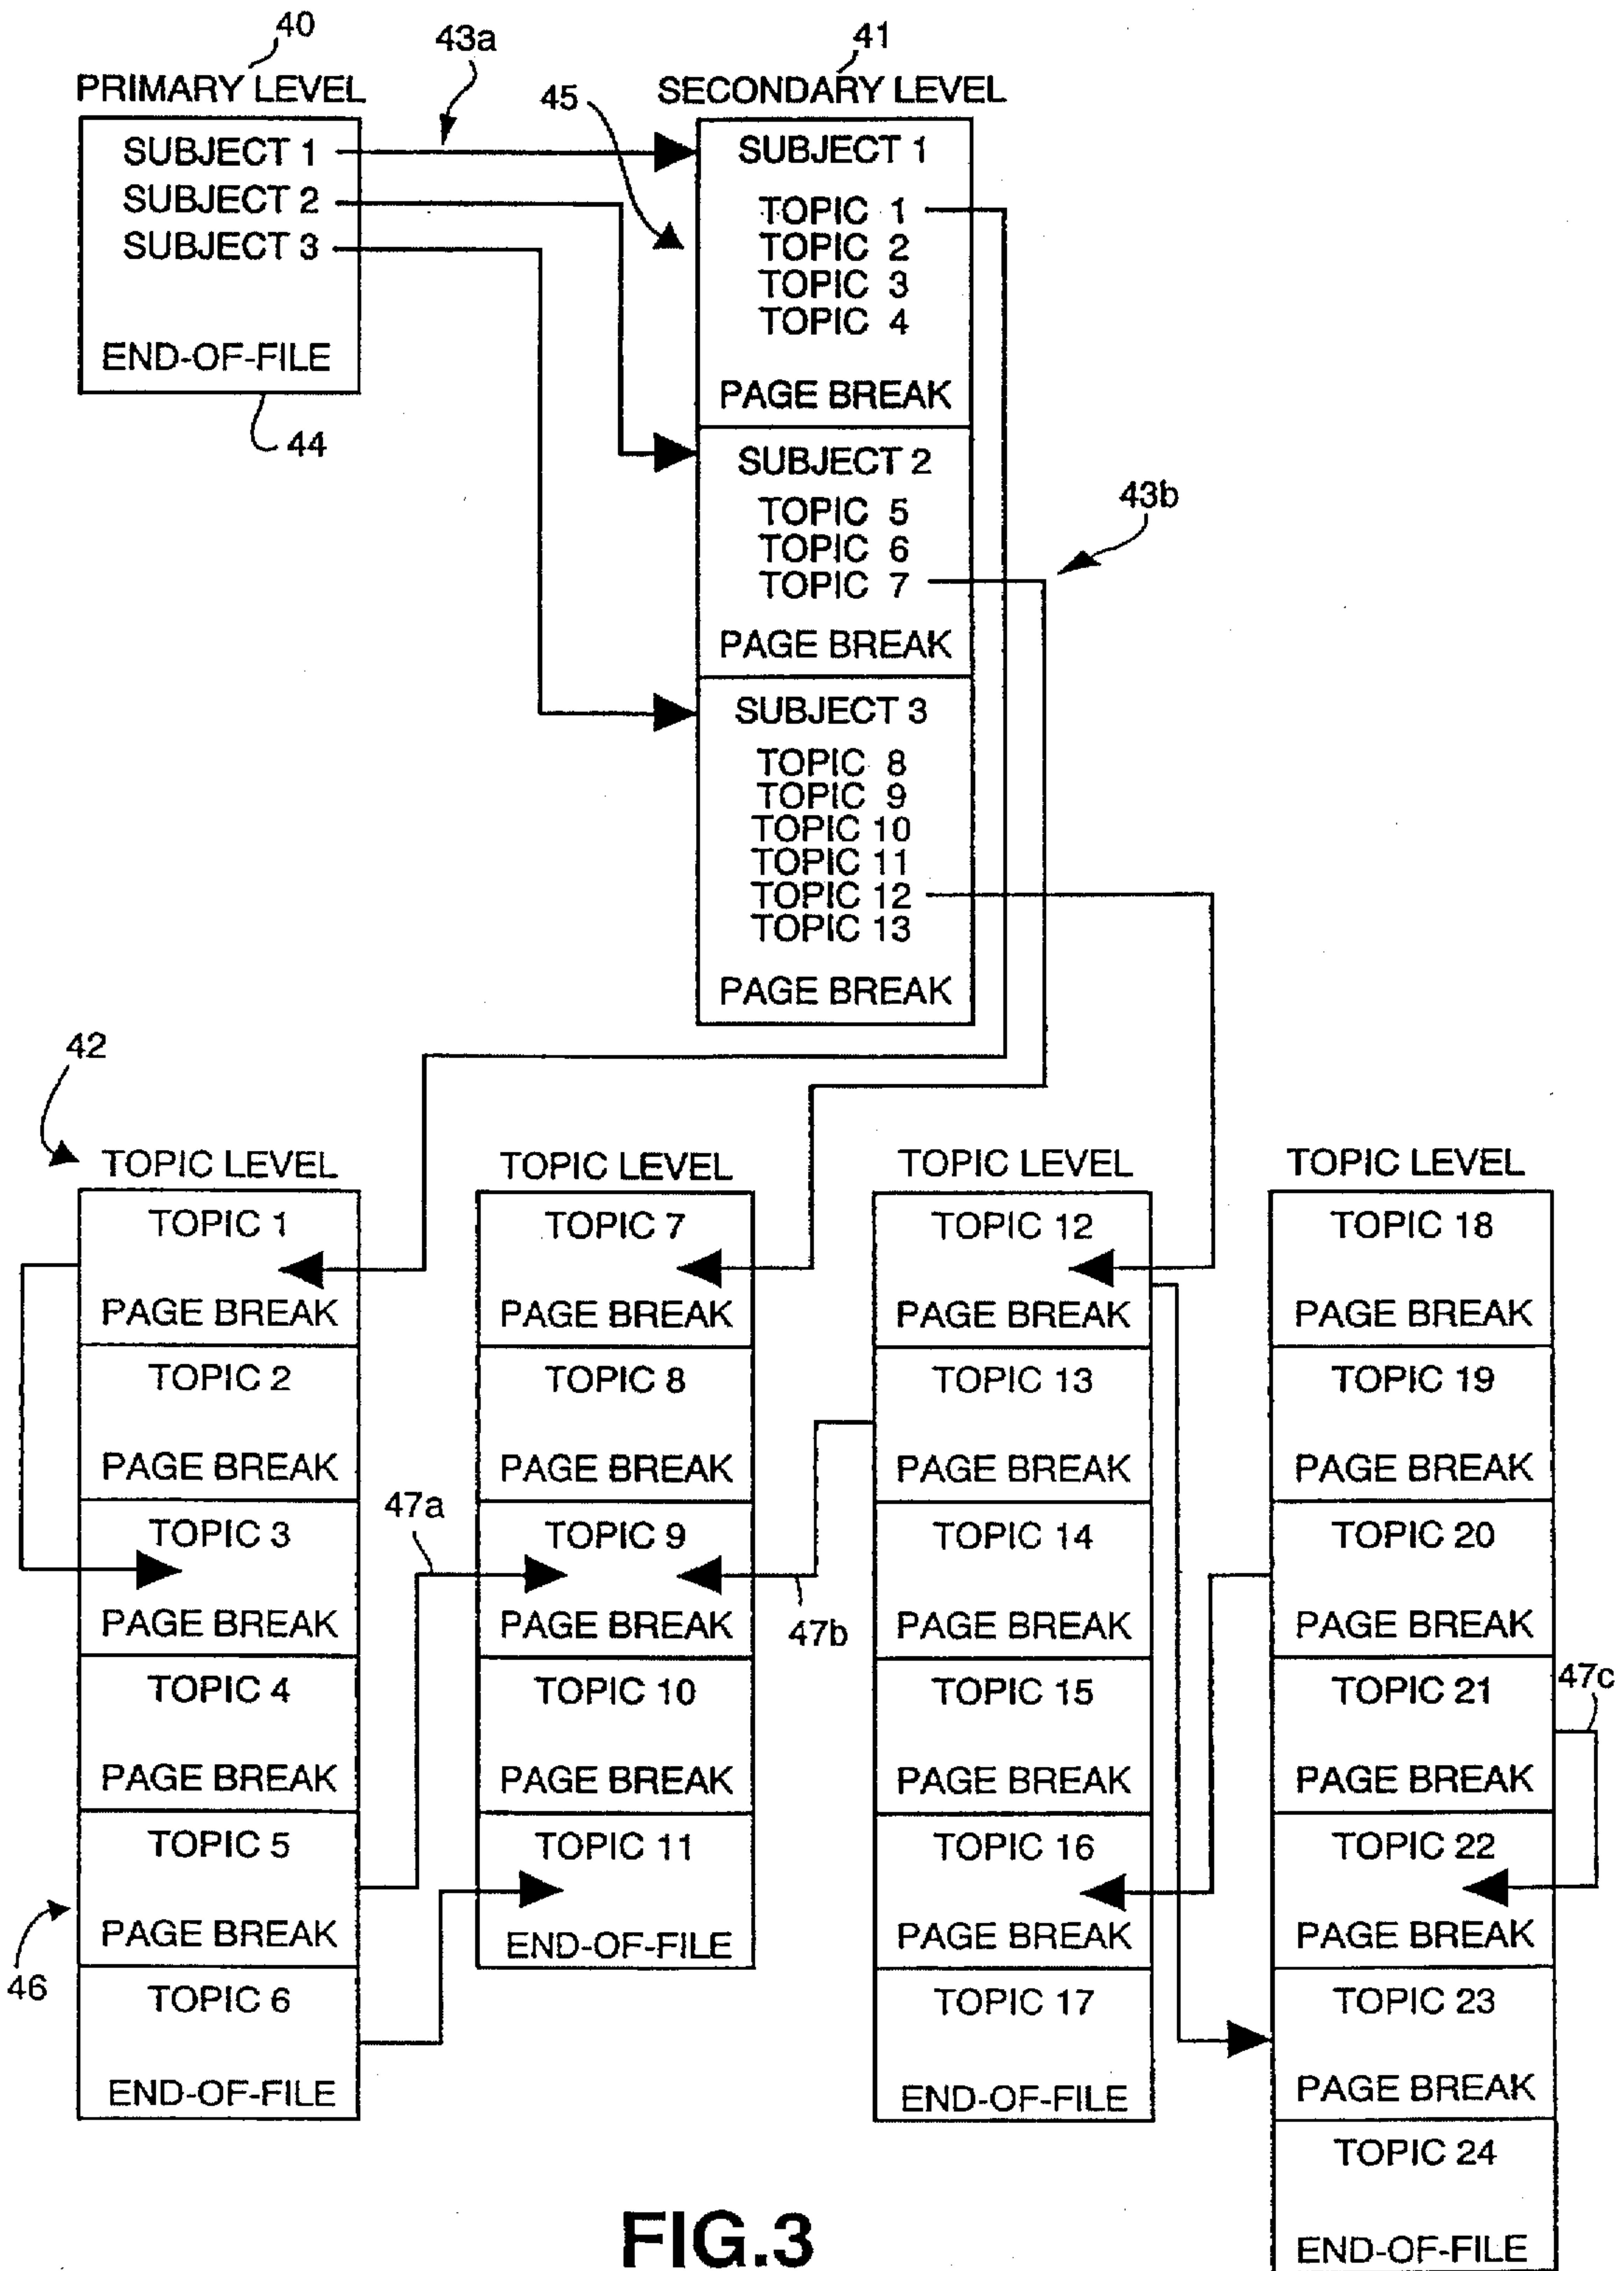 40
PRIMARY LEVEL
SUBJECT 1
SUBJECT 2
SUBJECT 3
END-OF-FILE
44
43a
45
41
SECONDARY LEVEL
SUBJECT 1
TOPIC 1
TOPIC 2
TOPIC 3
TOPIC 4
PAGE BREAK
SUBJECT 2
TOPIC 5
TOPIC 6
TOPIC 7
PAGE BREAK
43b
SUBJECT 3
TOPIC 8
TOPIC 9
TOPIC 10
TOPIC 11
TOPIC 12
TOPIC 13
PAGE BREAK
42
TOPIC LEVEL
TOPIC 1
PAGE BREAK
TOPIC 2
PAGE BREAK
TOPIC 3
PAGE BREAK
TOPIC 4
PAGE BREAK
TOPIC 5
PAGE BREAK
46
TOPIC 6
END-OF-FILE
47a
TOPIC LEVEL
TOPIC 7
PAGE BREAK
TOPIC 8
PAGE BREAK
TOPIC 9
PAGE BREAK
TOPIC 10
PAGE BREAK
TOPIC 11
END-OF-FILE
47b
TOPIC LEVEL
TOPIC 12
PAGE BREAK
TOPIC 13
PAGE BREAK
TOPIC 14
PAGE BREAK
TOPIC 15
PAGE BREAK
TOPIC 16
PAGE BREAK
TOPIC 17
END-OF-FILE
TOPIC LEVEL
TOPIC 18
PAGE BREAK
TOPIC 19
PAGE BREAK
TOPIC 20
PAGE BREAK
TOPIC 21
PAGE BREAK
47c
TOPIC 22
PAGE BREAK
TOPIC 23
PAGE BREAK
TOPIC 24
END-OF-FILE
FIG.3